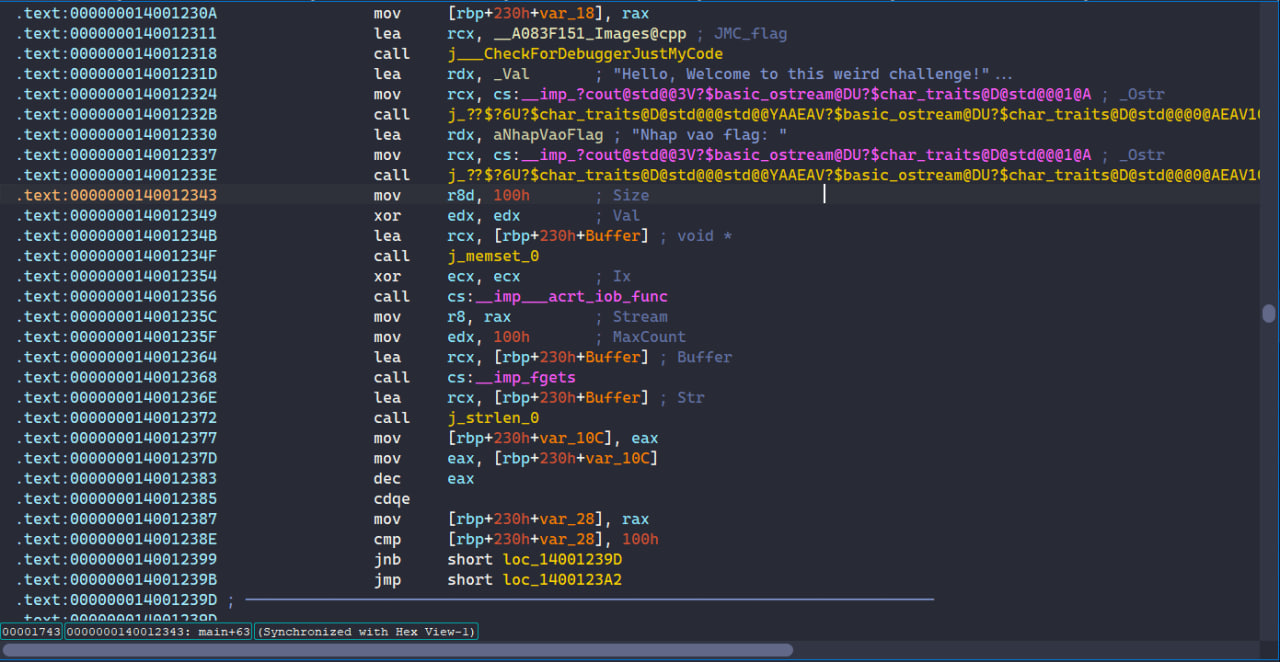 .text:000000014001230A mov [rbp+230h+var_18], rax
.text:0000000140012311 lea rcx, __A083F151_Images@cpp ; JMC_flag
.text:0000000140012318 call j___CheckForDebuggerJustMyCode
.text:000000014001231D lea rdx, _Val ; "Hello, Welcome to this weird challenge!"...
.text:0000000140012324 mov rcx, cs:__imp_?cout@std@@3V?$basic_ostream@DU?$char_traits@D@std@@@1@A ; _Ostr
.text:000000014001232B call j_??$?6U?$char_traits@D@std@@@std@@YAAEAV?$basic_ostream@DU?$char_traits@D@std@@@0@AEAV1
.text:0000000140012330 lea rdx, aNhapVaoFlag ; "Nhap vao flag: "
.text:0000000140012337 mov rcx, cs:__imp_?cout@std@@3V?$basic_ostream@DU?$char_traits@D@std@@@1@A ; _Ostr
.text:000000014001233E call j_??$?6U?$char_traits@D@std@@@std@@YAAEAV?$basic_ostream@DU?$char_traits@D@std@@@0@AEAV1
.text:0000000140012343 mov r8d, 100h ; Size
.text:0000000140012349 xor edx, edx ; Val
.text:000000014001234B lea rcx, [rbp+230h+Buffer] ; void *
.text:000000014001234F call j_memset_0
.text:0000000140012354 xor ecx, ecx ; Ix
.text:0000000140012356 call cs:__imp___acrt_iob_func
.text:000000014001235C mov r8, rax ; Stream
.text:000000014001235F mov edx, 100h ; MaxCount
.text:0000000140012364 lea rcx, [rbp+230h+Buffer] ; Buffer
.text:0000000140012368 call cs:__imp_fgets
.text:000000014001236E lea rcx, [rbp+230h+Buffer] ; Str
.text:0000000140012372 call j_strlen_0
.text:0000000140012377 mov [rbp+230h+var_10C], eax
.text:000000014001237D mov eax, [rbp+230h+var_10C]
.text:0000000140012383 dec eax
.text:0000000140012385 cdqe
.text:0000000140012387 mov [rbp+230h+var_28], rax
.text:000000014001238E cmp [rbp+230h+var_28], 100h
.text:0000000140012399 jnb short loc_14001239D
.text:000000014001239B jmp short loc_1400123A2
.text:000000014001239D ;
.text:000000014001239D
00001743 0000000140012343: main+63 (Synchronized with Hex View-1)